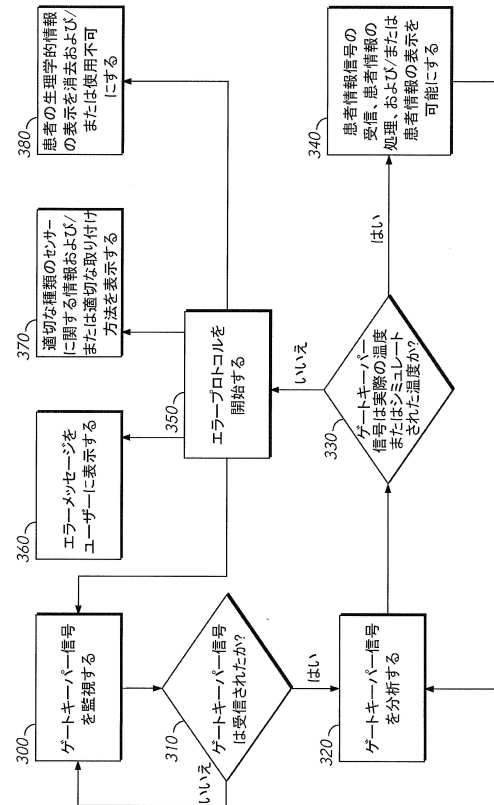 300
ゲートキーパー信号
を監視する
310
ゲートキーパー信号
は受信されたか?
いいえ
はい
320
ゲートキーパー信号
を分析する
330
ゲートキーパー
信号は実際の温度
またはシミュレート
された温度か?
はい
いいえ
340
患者情報信号の
受信、患者情報の
処理、および/または
患者情報の表示を
可能にする
350
エラープロトコルを
開始する
360
エラーメッセージを
ユーザーに表示する
370
適切な種類のセンサー
に関する情報および/
または適切な取り付け
方法を表示する
380
患者の生理学的情報
の表示を消去および/
または使用不可
にする